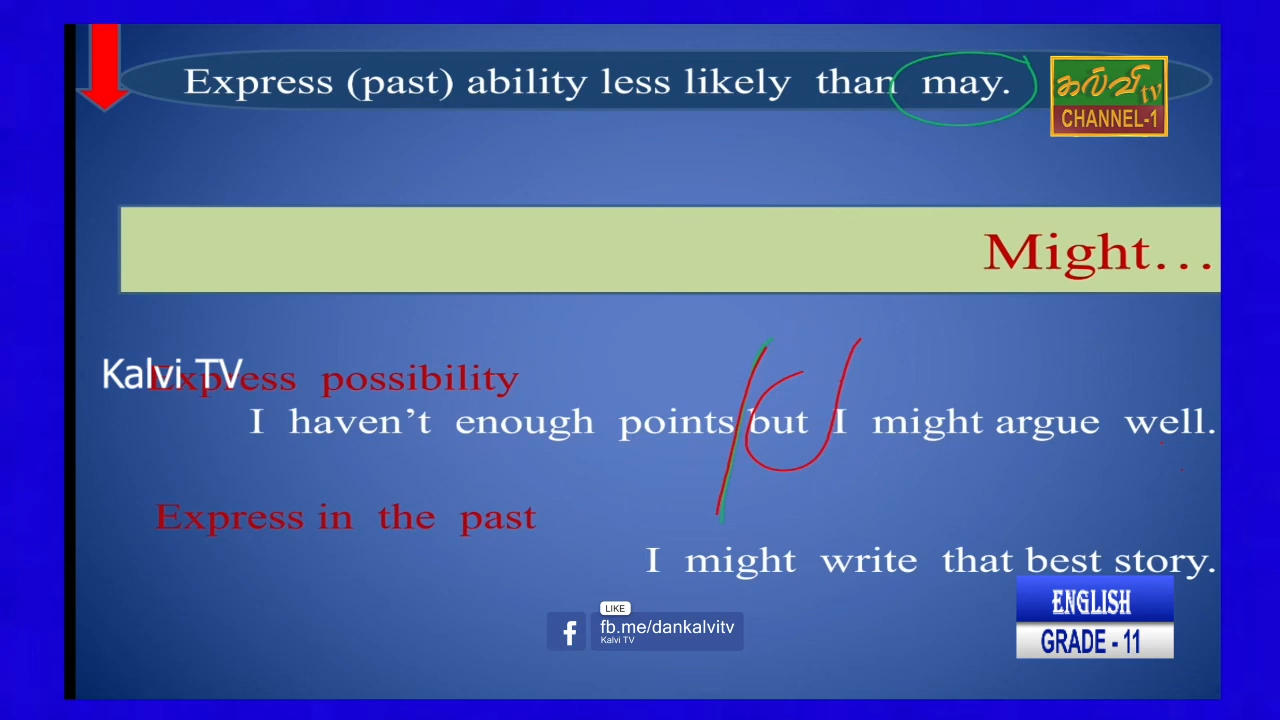 Express (past) ability less likely than may.
கல்வி tv
CHANNEL-1
Might...
Express possibility
Kalvi TV
I haven't enough points but I might argue well.
Express in the past
I might write that best story.
ENGLISH
GRADE - 11
LIKE
f fb.me/dankalvitv
Kalvi TV